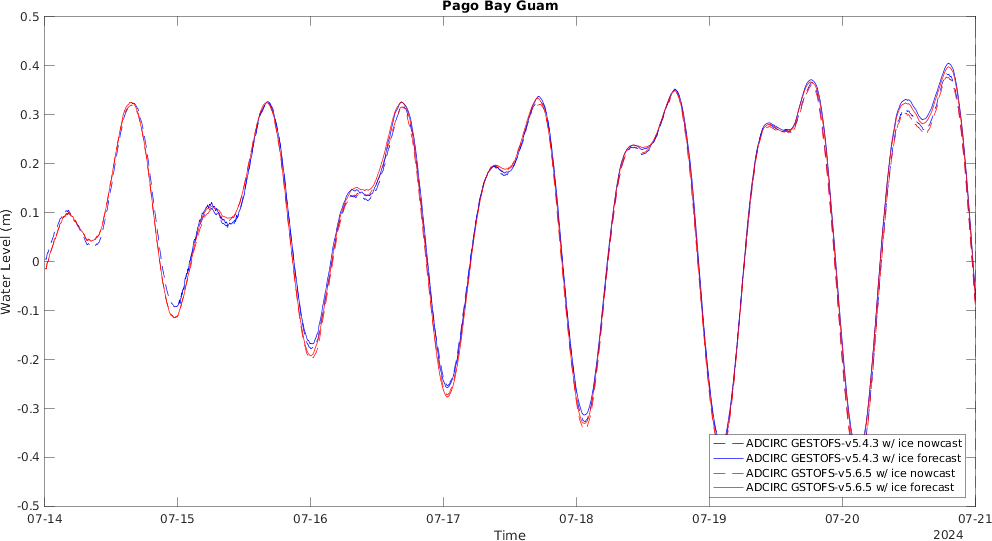 Pago Bay Guam
0.5
0.4
0.3
0.2
0.1
0
-0.1
-0.2
-0.3
-0.4
-0.5
Water Level (m)
ADCIRC GESTOFS-v5.4.3 w/ ice nowcast
ADCIRC GESTOFS-v5.4.3 w/ ice forecast
ADCIRC GSTOFS-v5.6.5 w/ ice nowcast
ADCIRC GSTOFS-v5.6.5 w/ ice forecast
07-14 07-15 07-16 07-17 07-18 07-19 07-20 07-21
Time
2024